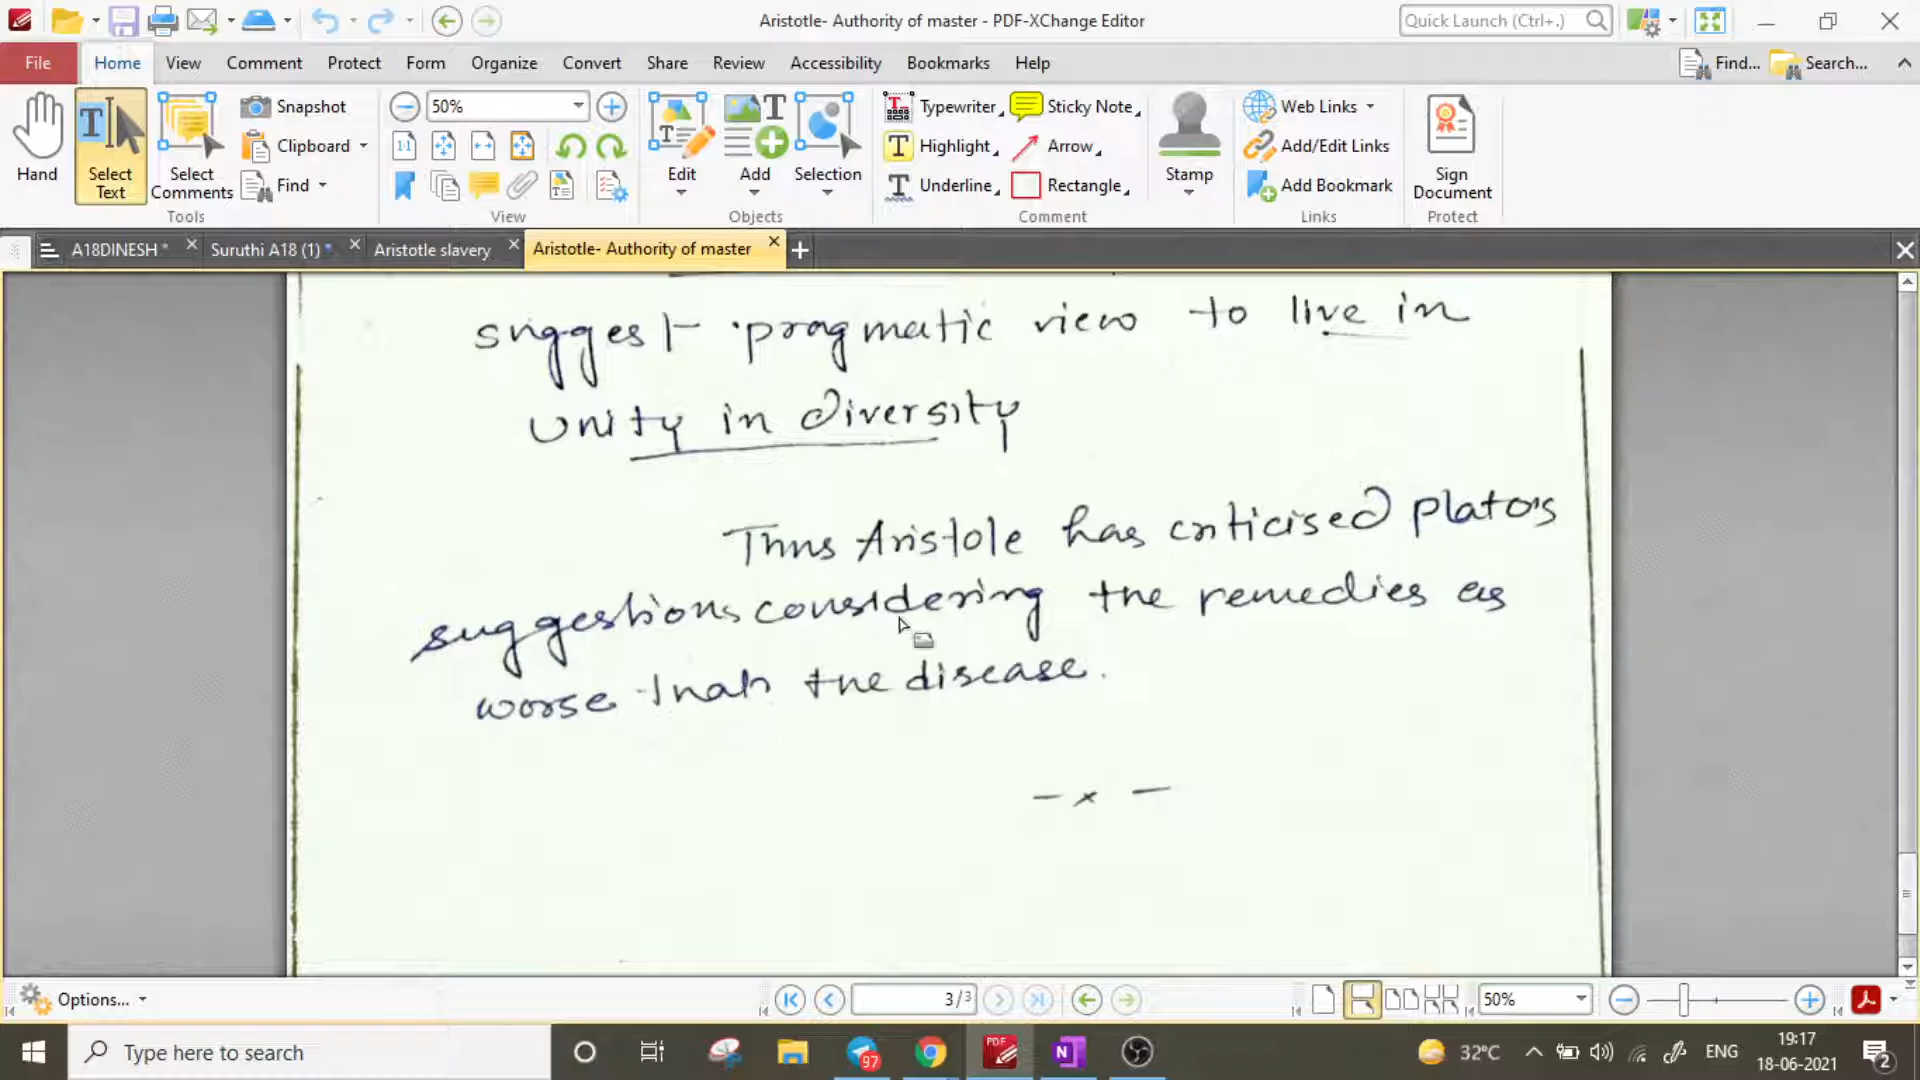 Aristotle- Authority of master - PDF-XChange Editor
Quick Launch (Ctrl+.)
File Home View Comment Protect Form Organize Convert Share Review Accessibility Bookmarks Help
Find... Search...
Hand
Select Text
Select Comments
Snapshot
Clipboard
Find
Tools
50%
View
Edit
Add
Selection
Objects
Typewriter
Highlight
Underline
Sticky Note
Arrow
Rectangle
Stamp
Comment
Web Links
Add/Edit Links
Add Bookmark
Links
Sign Document
Protect
A18DINESH *
Suruthi A18 (1) *
Aristotle slavery
Aristotle- Authority of master
suggest pragmatic view to live in
unity in diversity
Thus Aristole has criticised plato's
suggestions considering the remedies as
worse than the disease.
- x -
Options...
3/3
50%
Type here to search
97
32°C
ENG
19:17
18-06-2021
2